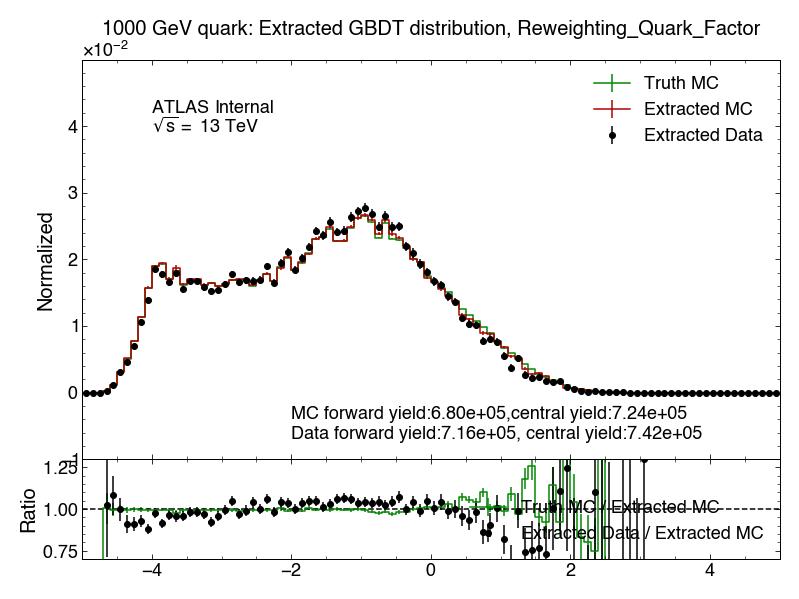 1000 GeV quark: Extracted GBDT distribution, Reweighting_Quark_Factor
×10−2
ATLAS Internal
√s = 13 TeV
Truth MC
Extracted MC
Extracted Data
Normalized
4
3
2
1
0
MC forward yield:6.80e+05,central yield:7.24e+05
Data forward yield:7.16e+05, central yield:7.42e+05
1.25
1.00
0.75
Ratio
Truth MC / Extracted MC
Extracted Data / Extracted MC
−4 −2 0 2 4